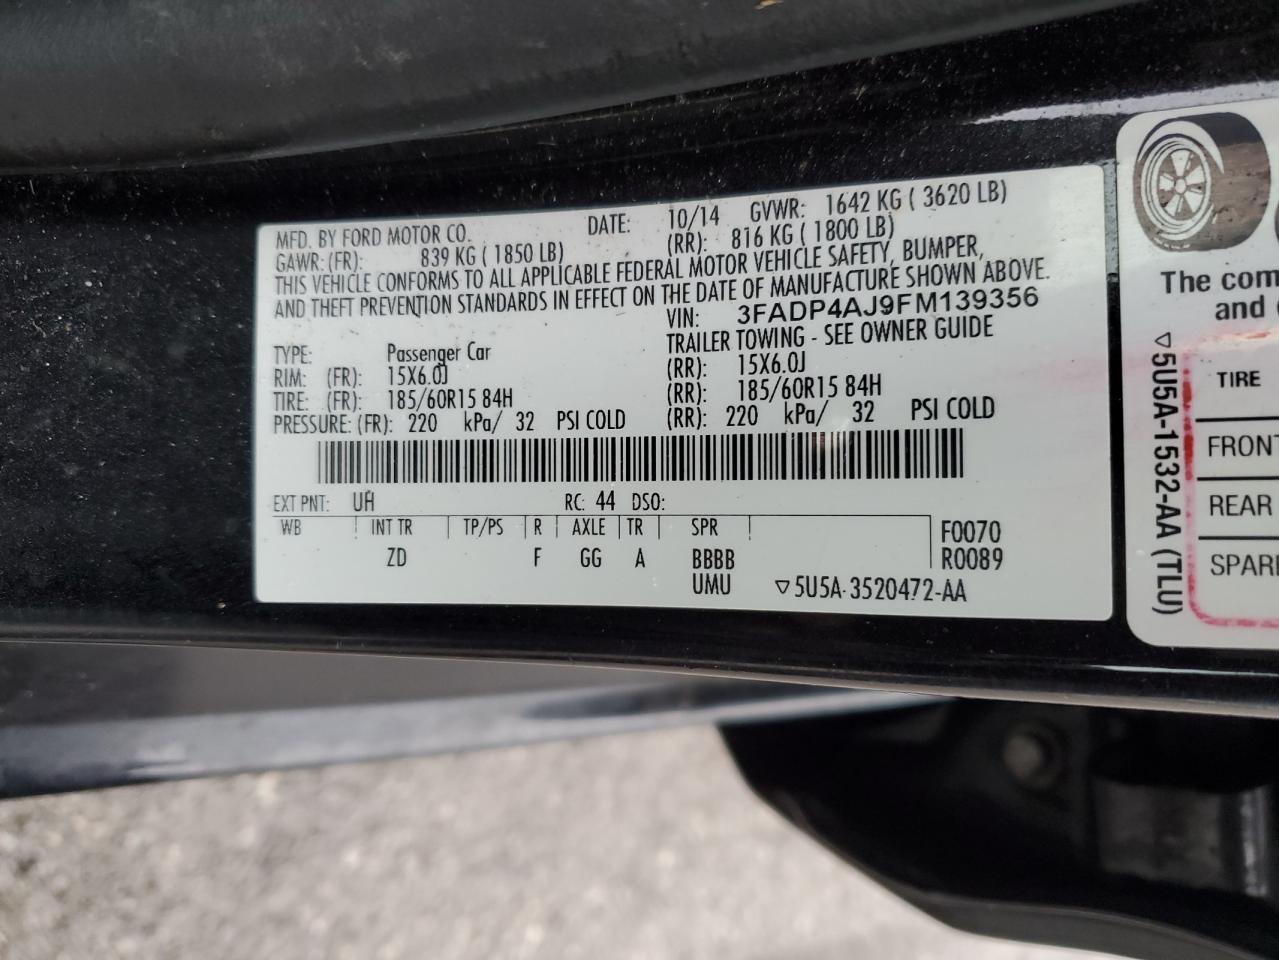 MFD. BY FORD MOTOR CO.
DATE: 10/14 GVWR: 1642 KG ( 3620 LB)
GAWR: (FR): 839 KG ( 1850 LB) (RR): 816 KG ( 1800 LB)
THIS VEHICLE CONFORMS TO ALL APPLICABLE FEDERAL MOTOR VEHICLE SAFETY, BUMPER,
AND THEFT PREVENTION STANDARDS IN EFFECT ON THE DATE OF MANUFACTURE SHOWN ABOVE.
VIN: 3FADP4AJ9FM139356
TYPE: Passenger Car TRAILER TOWING - SEE OWNER GUIDE
RIM: (FR): 15X6.0J (RR): 15X6.0J
TIRE: (FR): 185/60R15 84H (RR): 185/60R15 84H
PRESSURE: (FR): 220 kPa/ 32 PSI COLD (RR): 220 kPa/ 32 PSI COLD
EXT PNT: UH RC: 44 DSO:
WB INT TR TP/PS R AXLE TR SPR F0070
ZD F GG A BBBB R0089
UMU ▽5U5A-3520472-AA
The com
and
▽5U5A-1532-AA (TLU)
TIRE
FRONT
REAR
SPARE